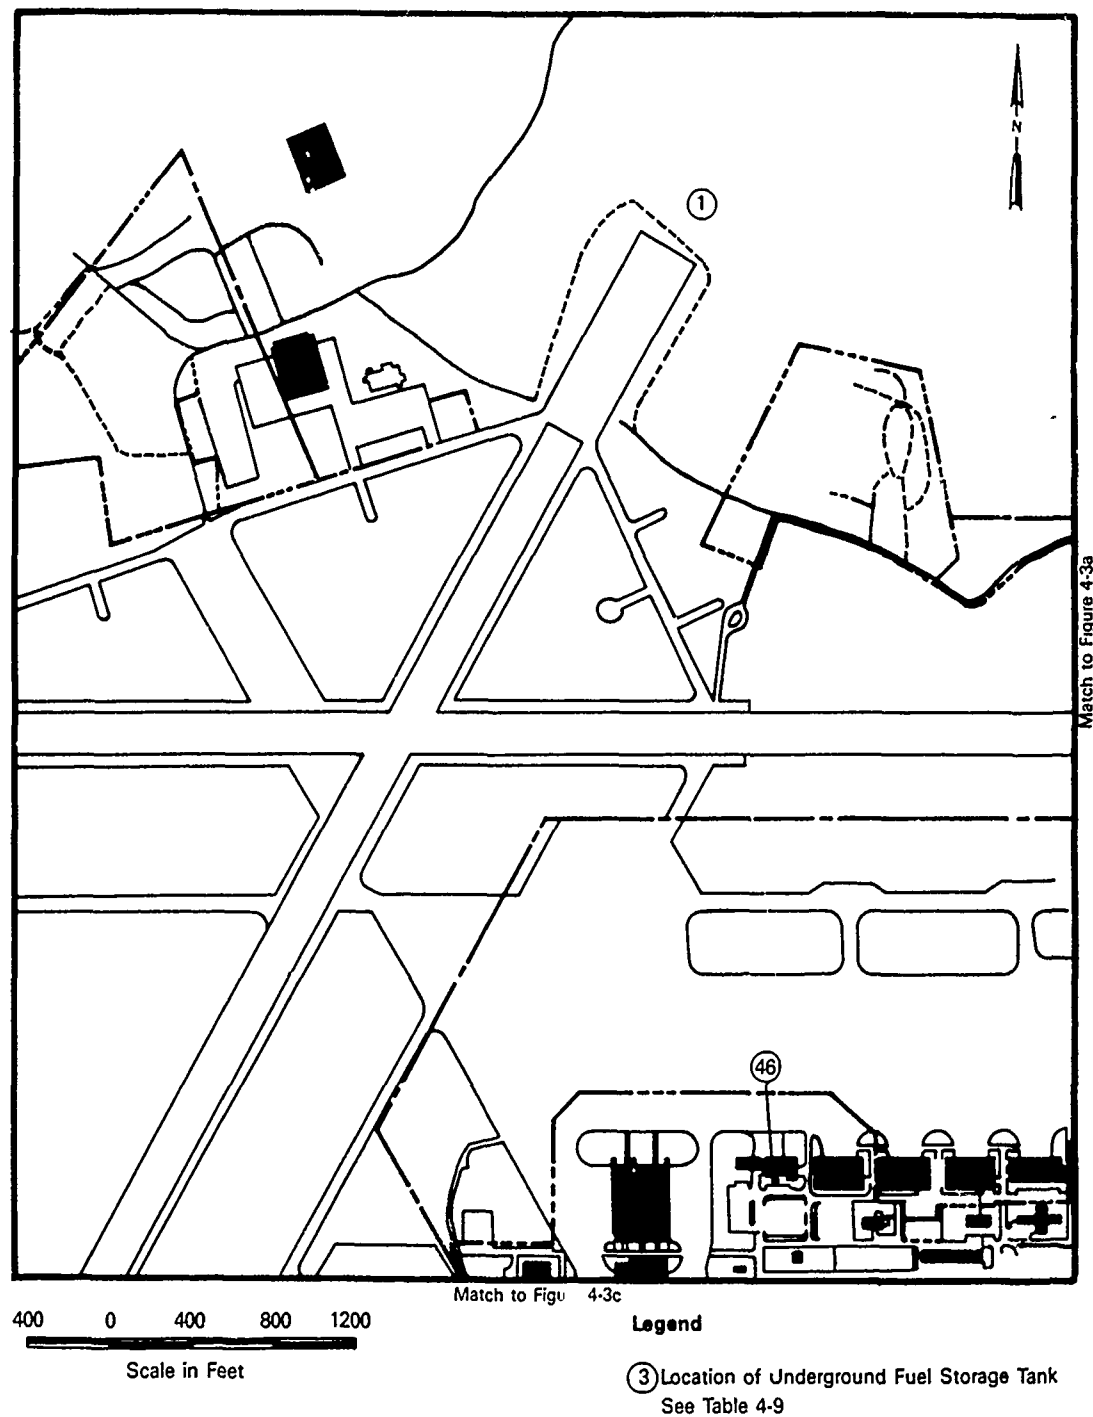 N
1
Match to Figure 4-3a
46
Match to Figu 4-3c
400 0 400 800 1200
Scale in Feet
Legend
3 Location of Underground Fuel Storage Tank
See Table 4-9